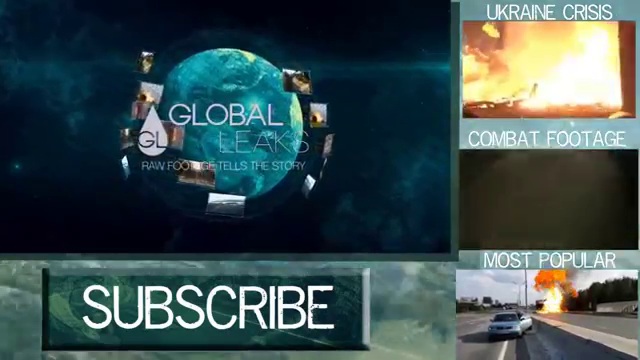 GLOBAL
LEAKS
GL
RAW FOOTAGE TELLS THE STORY
SUBSCRIBE
UKRAINE CRISIS
COMBAT FOOTAGE
MOST POPULAR